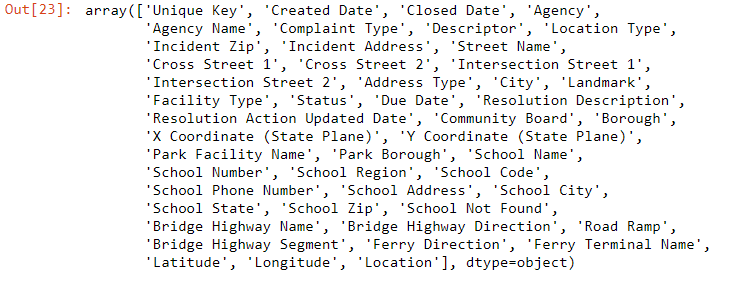 Out[23]: array(['Unique Key', 'Created Date', 'Closed Date', 'Agency',
'Agency Name', 'Complaint Type', 'Descriptor', 'Location Type',
'Incident Zip', 'Incident Address', 'Street Name',
'Cross Street 1', 'Cross Street 2', 'Intersection Street 1',
'Intersection Street 2', 'Address Type', 'City', 'Landmark',
'Facility Type', 'Status', 'Due Date', 'Resolution Description',
'Resolution Action Updated Date', 'Community Board', 'Borough',
'X Coordinate (State Plane)', 'Y Coordinate (State Plane)',
'Park Facility Name', 'Park Borough', 'School Name',
'School Number', 'School Region', 'School Code',
'School Phone Number', 'School Address', 'School City',
'School State', 'School Zip', 'School Not Found',
'Bridge Highway Name', 'Bridge Highway Direction', 'Road Ramp',
'Bridge Highway Segment', 'Ferry Direction', 'Ferry Terminal Name',
'Latitude', 'Longitude', 'Location'], dtype=object)